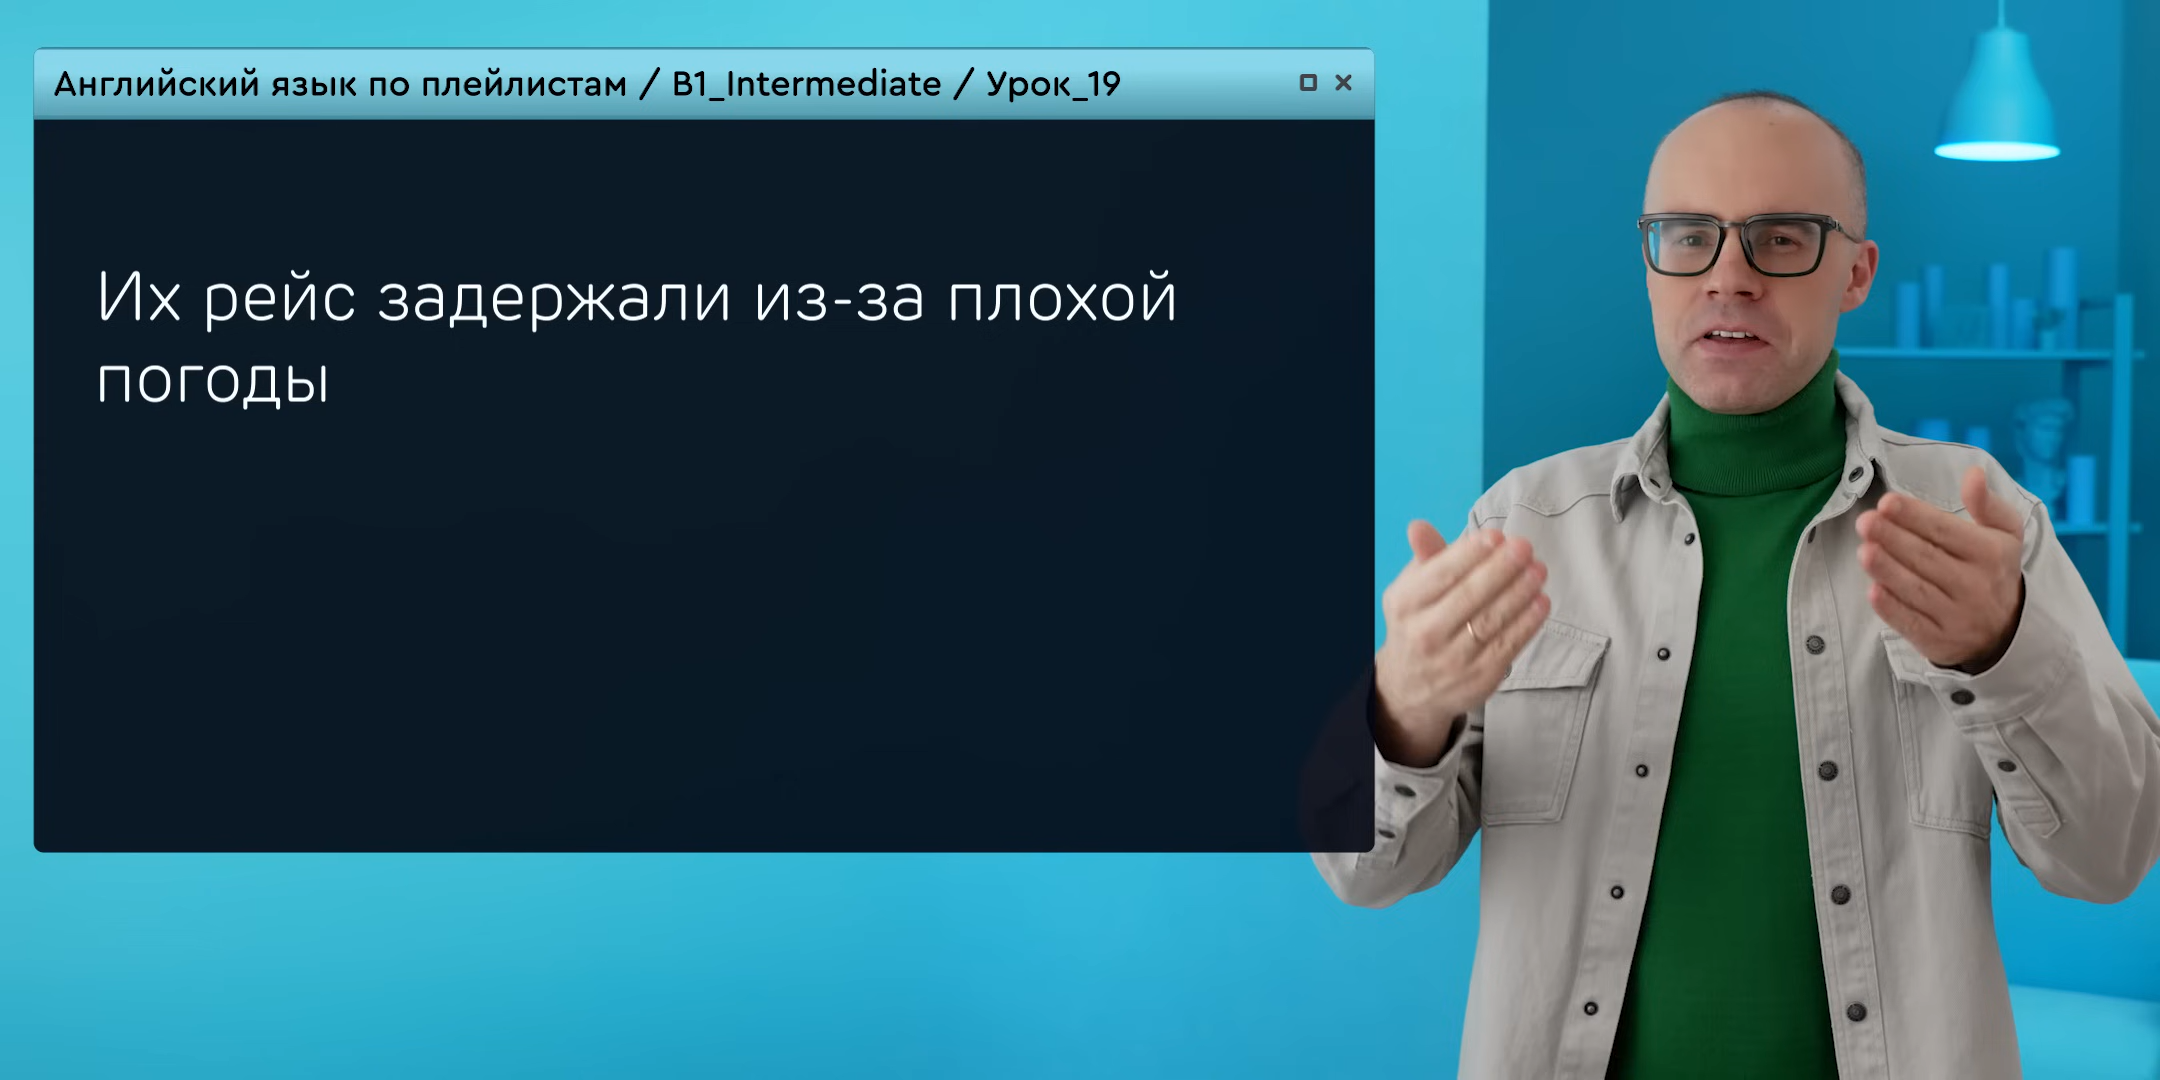 Английский язык по плейлистам / B1_Intermediate / Урок_19
Их рейс задержали из-за плохой
погоды